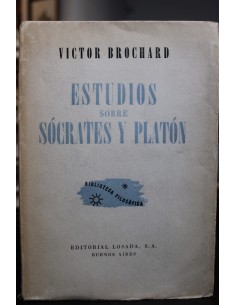 VICTOR BROCHARD
ESTUDIOS
SOBRE
SÓCRATES Y PLATÓN
BIBLIOTECA FILOSÓFICA
EDITORIAL LOSADA, S.A.
BUENOS AIRES